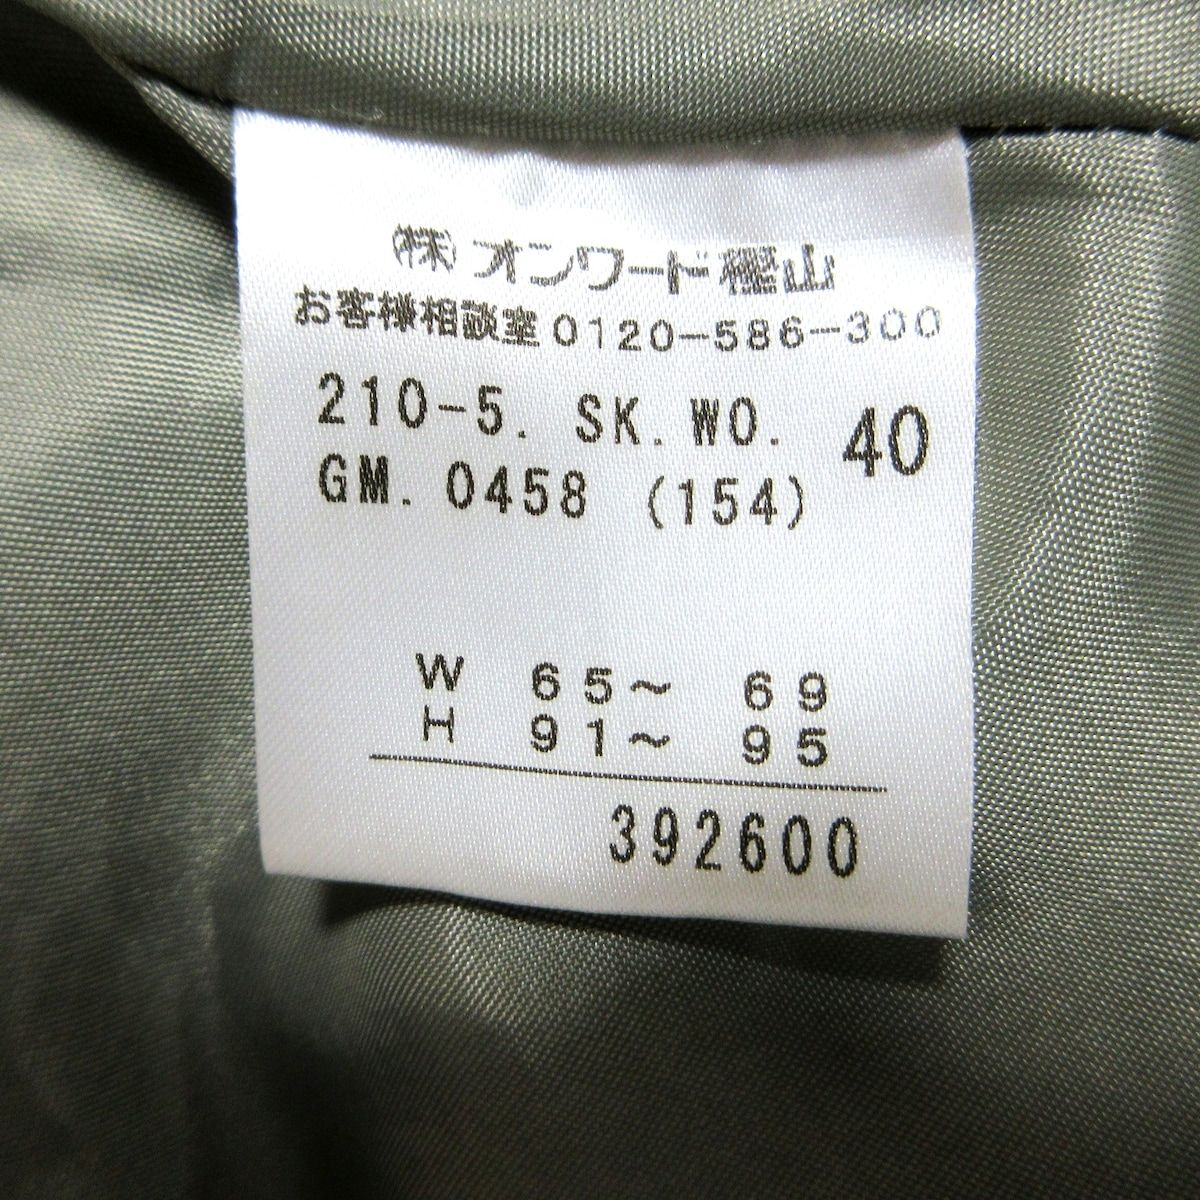 ㈱オンワード樫山
お客様相談室0120-586-300
210-5. SK. WO. 40
GM. 0458 (154)
W 65~ 69
H 91~ 95
392600